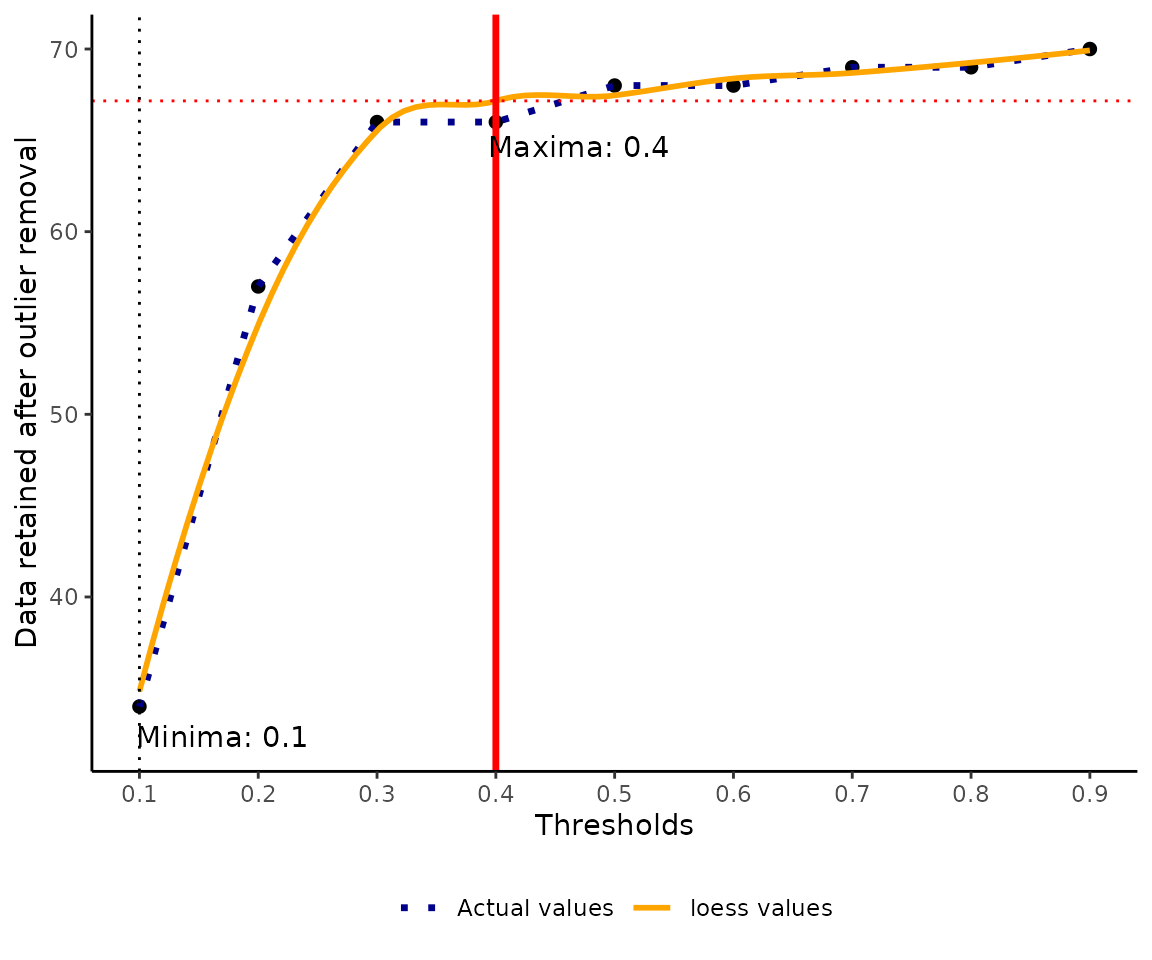 Data retained after outlier removal
70
60
50
40
Maxima: 0.4
Minima: 0.1
0.1 0.2 0.3 0.4 0.5 0.6 0.7 0.8 0.9
Thresholds
Actual values loess values